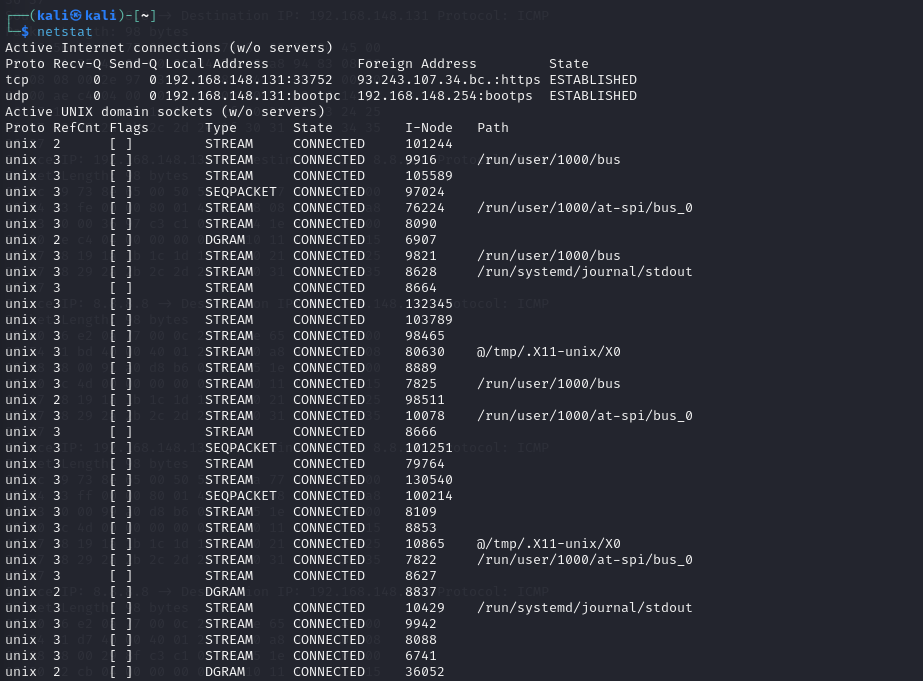 ┌──(kali㉿kali)-[~]
└─$ netstat
Active Internet connections (w/o servers)
Proto Recv-Q Send-Q Local Address           Foreign Address         State
tcp        0      0 192.168.148.131:33752   93.243.107.34.bc.:https ESTABLISHED
udp        0      0 192.168.148.131:bootpc  192.168.148.254:bootps  ESTABLISHED
Active UNIX domain sockets (w/o servers)
Proto RefCnt Flags       Type       State         I-Node   Path
unix  2      [ ]         STREAM     CONNECTED     101244
unix  3      [ ]         STREAM     CONNECTED     9916     /run/user/1000/bus
unix  3      [ ]         STREAM     CONNECTED     105589
unix  3      [ ]         SEQPACKET  CONNECTED     97024
unix  3      [ ]         STREAM     CONNECTED     76224    /run/user/1000/at-spi/bus_0
unix  3      [ ]         STREAM     CONNECTED     8090
unix  2      [ ]         DGRAM      CONNECTED     6907
unix  3      [ ]         STREAM     CONNECTED     9821     /run/user/1000/bus
unix  3      [ ]         STREAM     CONNECTED     8628     /run/systemd/journal/stdout
unix  3      [ ]         STREAM     CONNECTED     8664
unix  3      [ ]         STREAM     CONNECTED     132345
unix  3      [ ]         STREAM     CONNECTED     103789
unix  3      [ ]         STREAM     CONNECTED     98465
unix  3      [ ]         STREAM     CONNECTED     80630    @/tmp/.X11-unix/X0
unix  3      [ ]         STREAM     CONNECTED     8889
unix  3      [ ]         STREAM     CONNECTED     7825     /run/user/1000/bus
unix  2      [ ]         STREAM     CONNECTED     98511
unix  3      [ ]         STREAM     CONNECTED     10078    /run/user/1000/at-spi/bus_0
unix  3      [ ]         STREAM     CONNECTED     8666
unix  3      [ ]         SEQPACKET  CONNECTED     101251
unix  3      [ ]         STREAM     CONNECTED     79764
unix  3      [ ]         STREAM     CONNECTED     130540
unix  3      [ ]         SEQPACKET  CONNECTED     100214
unix  3      [ ]         STREAM     CONNECTED     8109
unix  3      [ ]         STREAM     CONNECTED     8853
unix  3      [ ]         STREAM     CONNECTED     10865    @/tmp/.X11-unix/X0
unix  3      [ ]         STREAM     CONNECTED     7822     /run/user/1000/at-spi/bus_0
unix  3      [ ]         STREAM     CONNECTED     8627
unix  2      [ ]         DGRAM                    8837
unix  3      [ ]         STREAM     CONNECTED     10429    /run/systemd/journal/stdout
unix  3      [ ]         STREAM     CONNECTED     9942
unix  3      [ ]         STREAM     CONNECTED     8088
unix  3      [ ]         STREAM     CONNECTED     6741
unix  2      [ ]         DGRAM      CONNECTED     36052